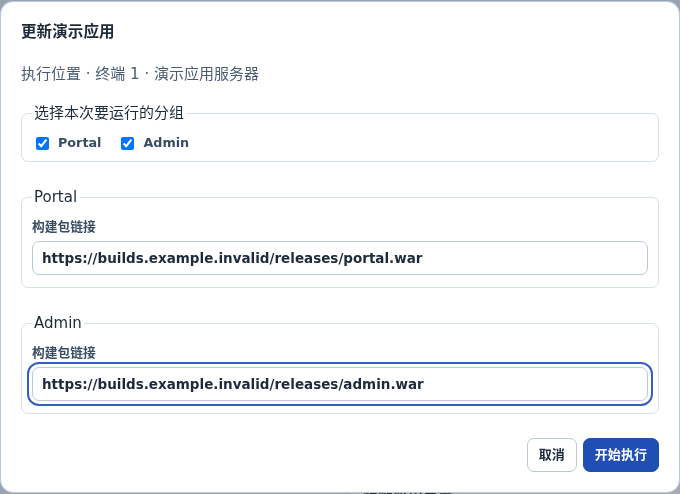 更新演示应用
执行位置 · 终端 1 · 演示应用服务器
选择本次要运行的分组
Portal Admin
Portal
构建包链接
https://builds.example.invalid/releases/portal.war
Admin
构建包链接
https://builds.example.invalid/releases/admin.war
取消 开始执行